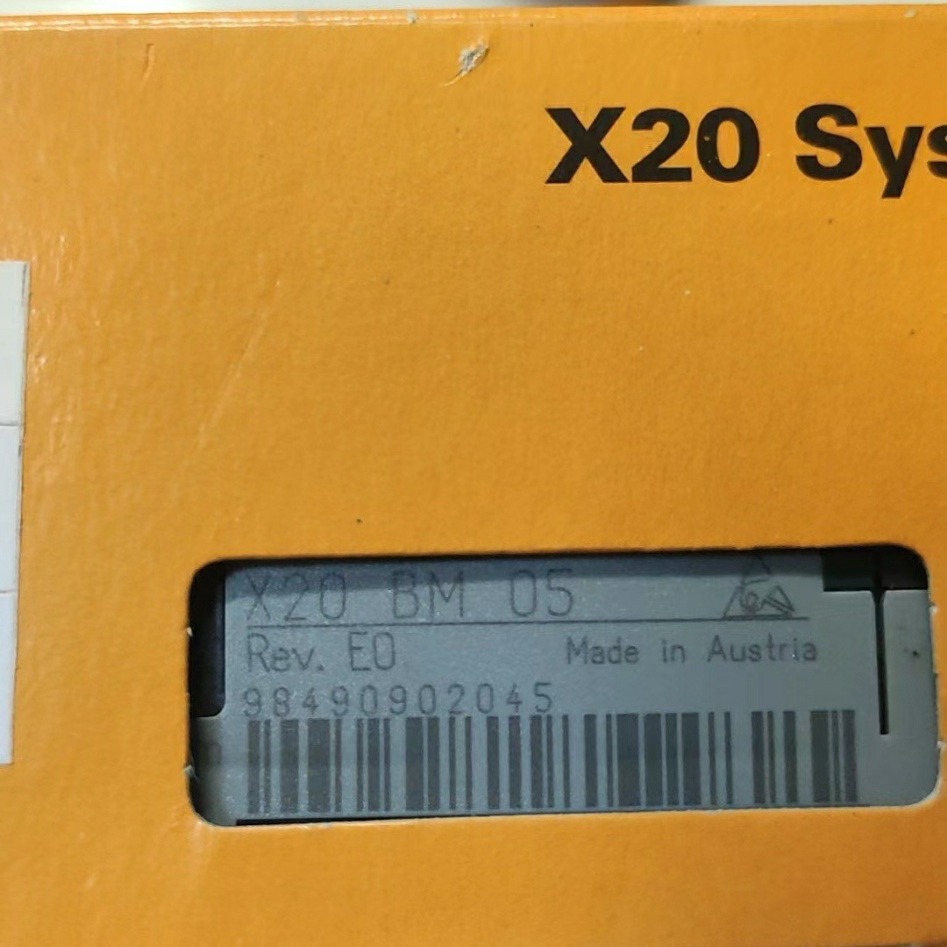 X20 Sys
X20 BM 05
Rev. E0
Made in Austria
98490902045